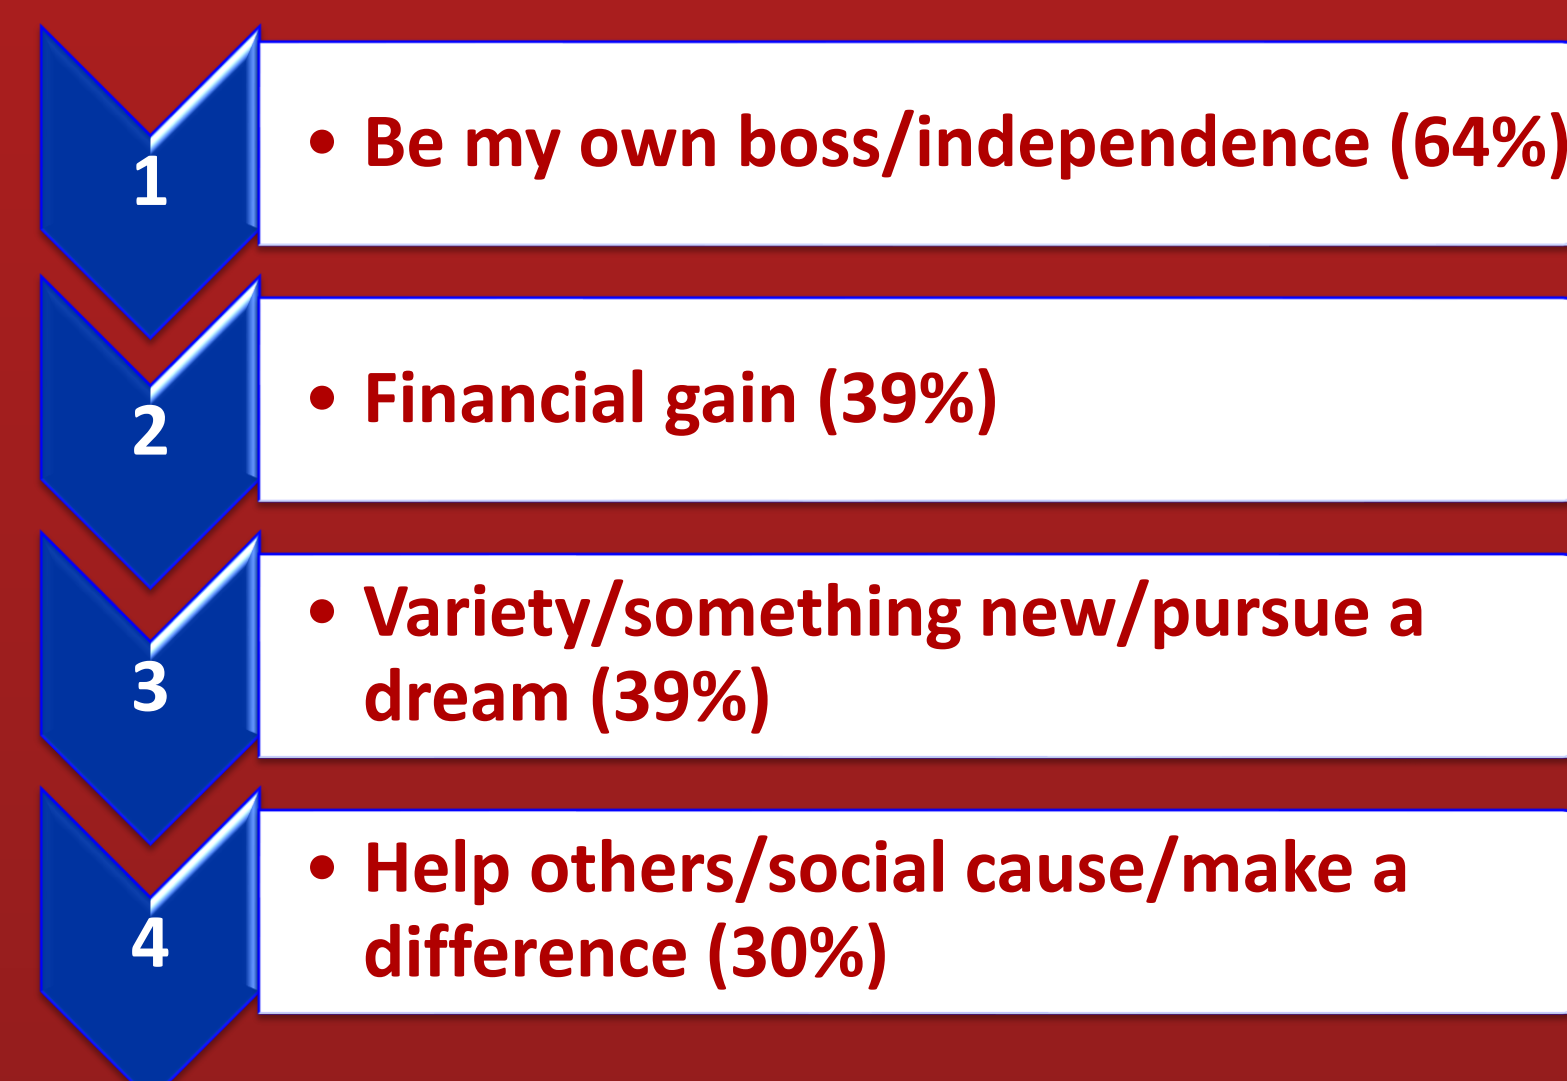 1
• Be my own boss/independence (64%)
2
• Financial gain (39%)
3
• Variety/something new/pursue a
dream (39%)
4
• Help others/social cause/make a
difference (30%)